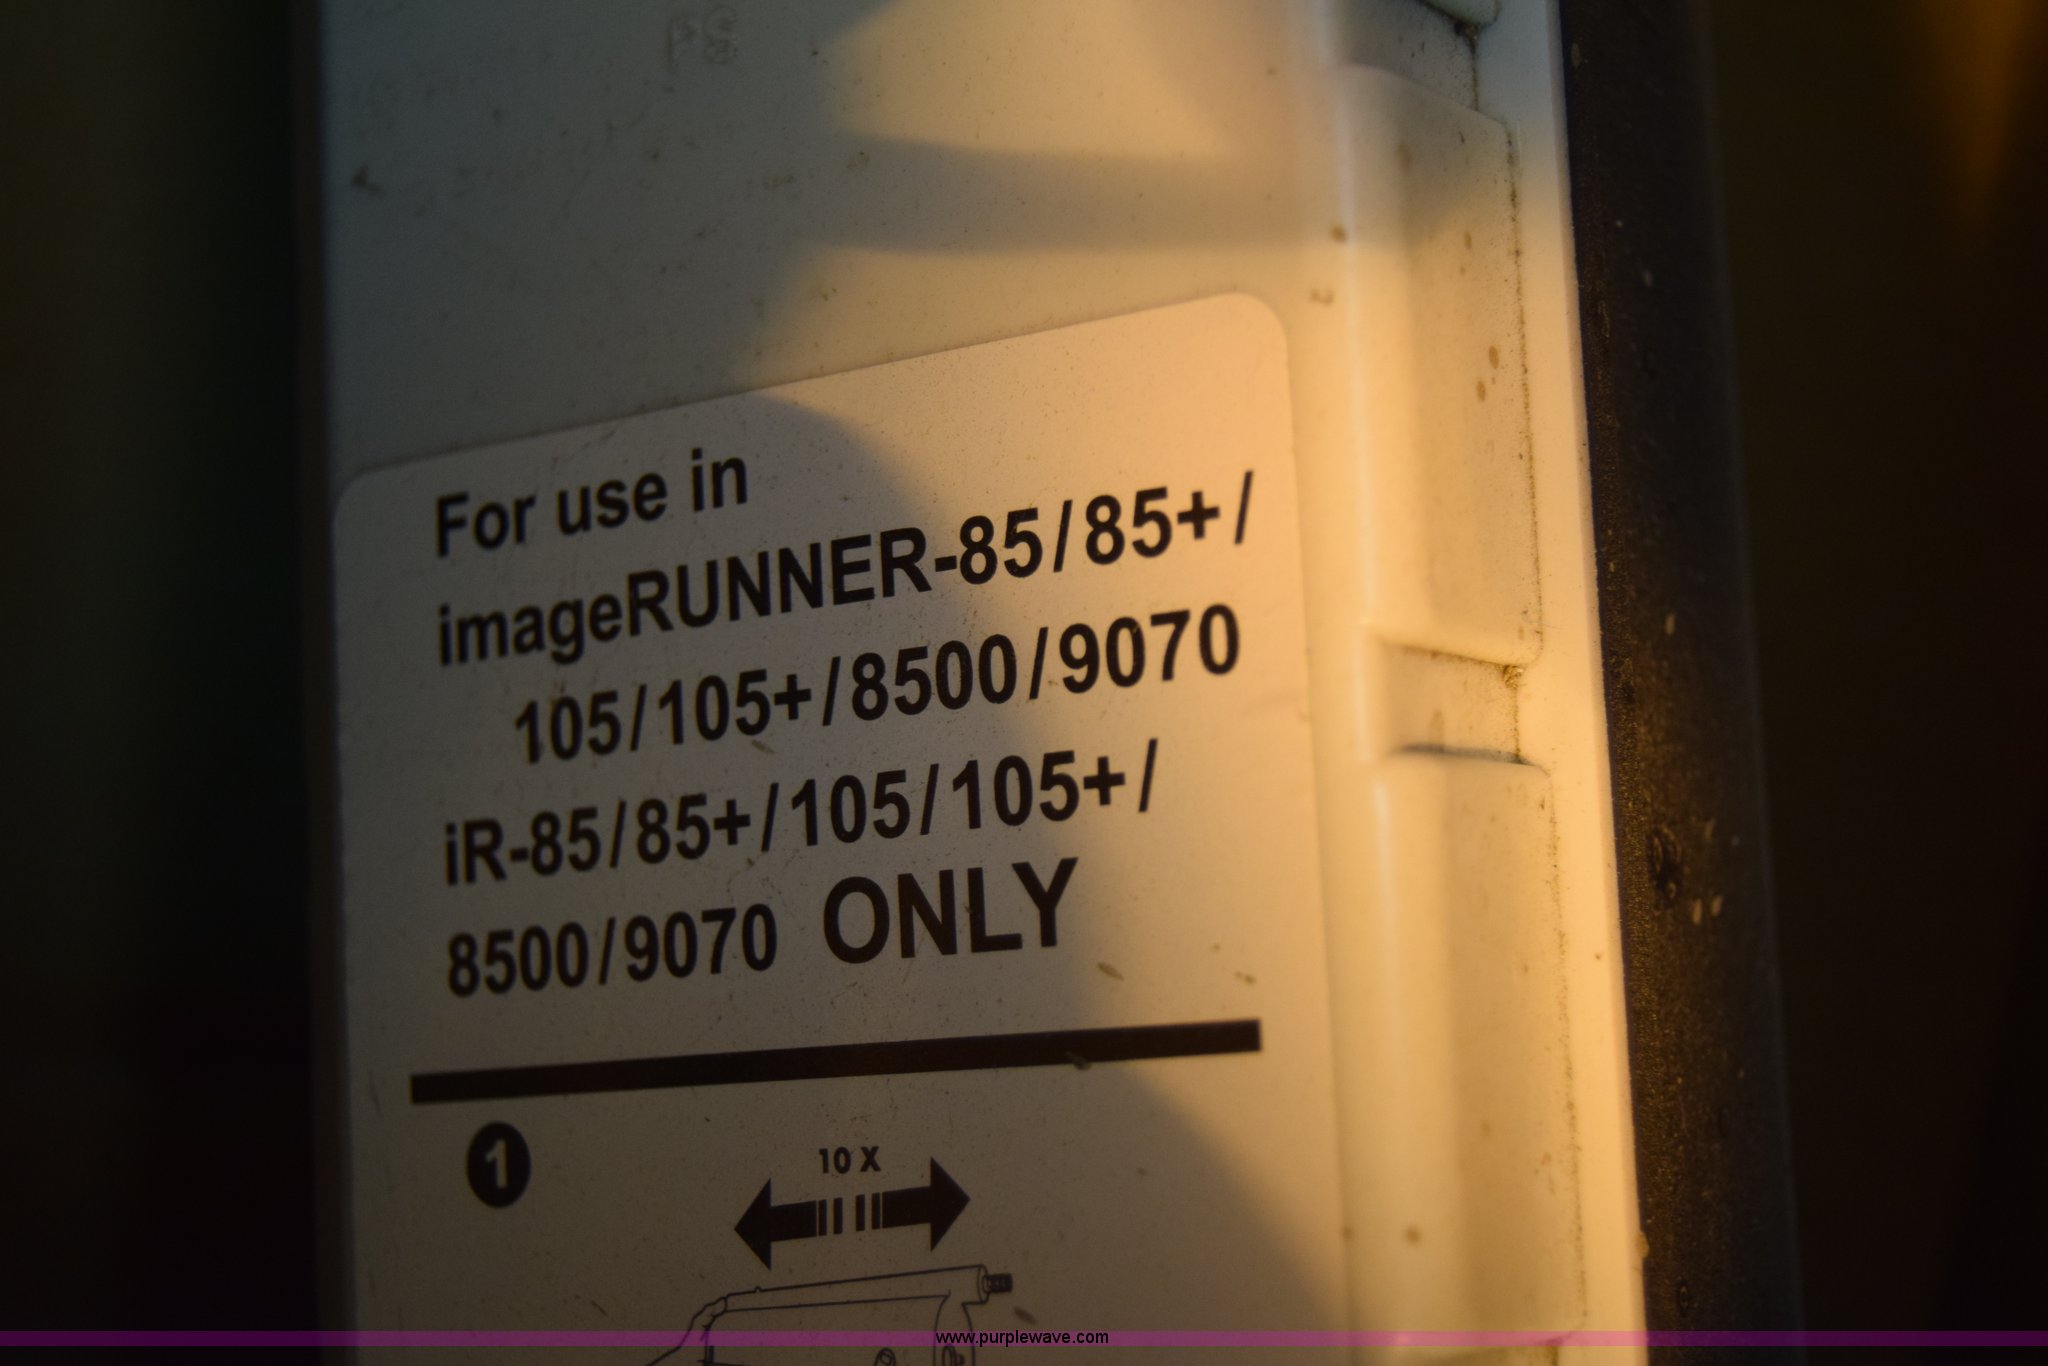 PS
For use in
imageRUNNER-85/85+/
105/105+/8500/9070
iR-85/85+/105/105+/
8500/9070 ONLY
1
10 X
www.purplewave.com